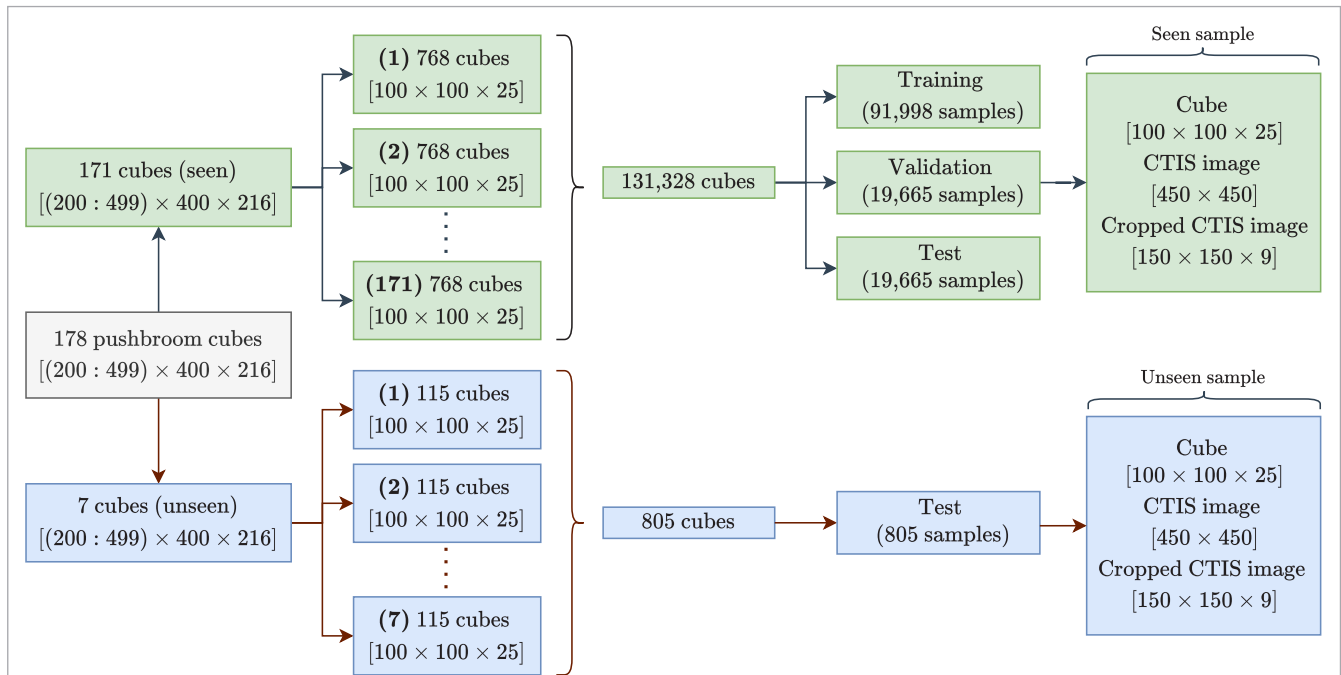 178 pushbroom cubes
[(200 : 499) × 400 × 216]
171 cubes (seen)
[(200 : 499) × 400 × 216]
(1) 768 cubes
[100 × 100 × 25]
(2) 768 cubes
[100 × 100 × 25]
(171) 768 cubes
[100 × 100 × 25]
131,328 cubes
Training
(91,998 samples)
Validation
(19,665 samples)
Test
(19,665 samples)
Seen sample
Cube
[100 × 100 × 25]
CTIS image
[450 × 450]
Cropped CTIS image
[150 × 150 × 9]
7 cubes (unseen)
[(200 : 499) × 400 × 216]
(1) 115 cubes
[100 × 100 × 25]
(2) 115 cubes
[100 × 100 × 25]
(7) 115 cubes
[100 × 100 × 25]
805 cubes
Test
(805 samples)
Unseen sample
Cube
[100 × 100 × 25]
CTIS image
[450 × 450]
Cropped CTIS image
[150 × 150 × 9]